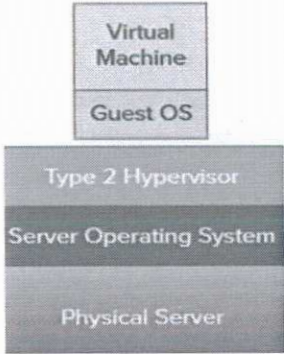 Virtual
Machine
Guest OS
Type 2 Hypervisor
Server Operating System
Physical Server